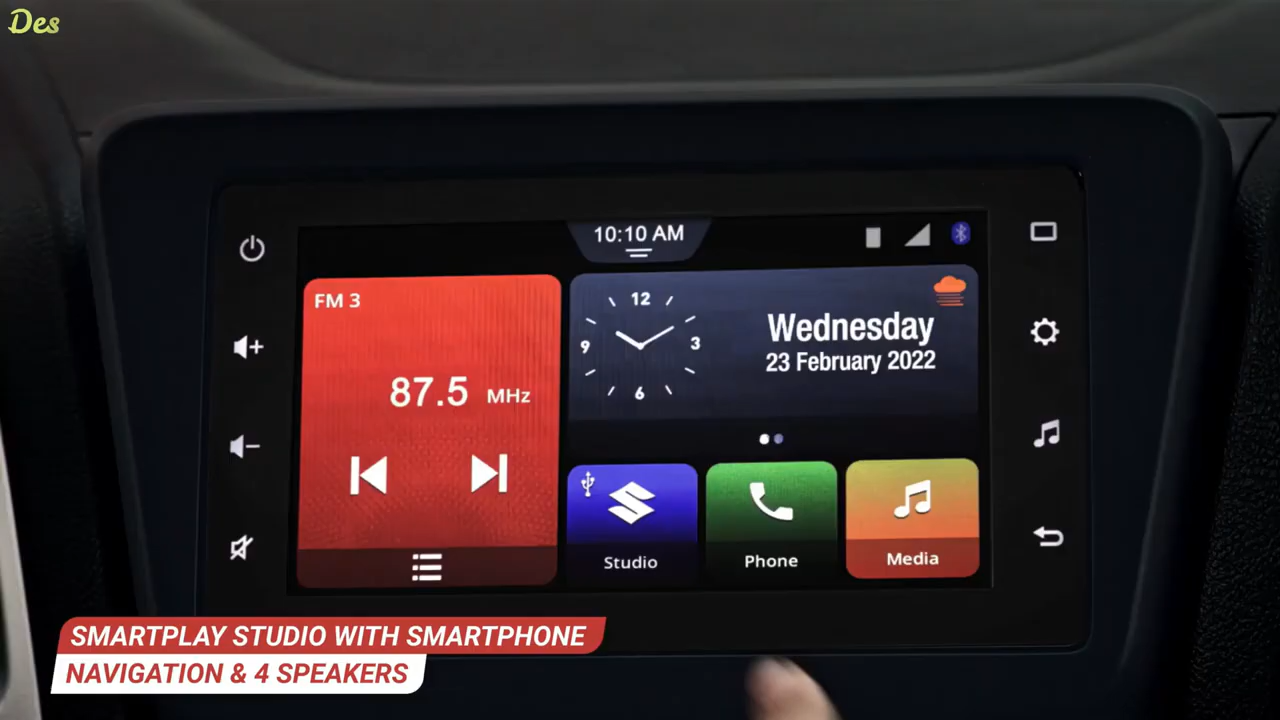 Des
10:10 AM
FM 3
87.5 MHz
12
9
3
6
Wednesday
23 February 2022
Studio
Phone
Media
SMARTPLAY STUDIO WITH SMARTPHONE
NAVIGATION & 4 SPEAKERS